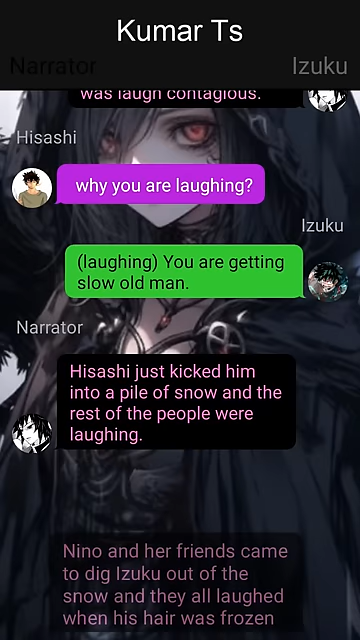 Kumar Ts
Narrator
Izuku
was laugh contagious.
Hisashi
why you are laughing?
Izuku
(laughing) You are getting
slow old man.
Narrator
Hisashi just kicked him
into a pile of snow and the
rest of the people were
laughing.
Nino and her friends came
to dig Izuku out of the
snow and they all laughed
when his hair was frozen